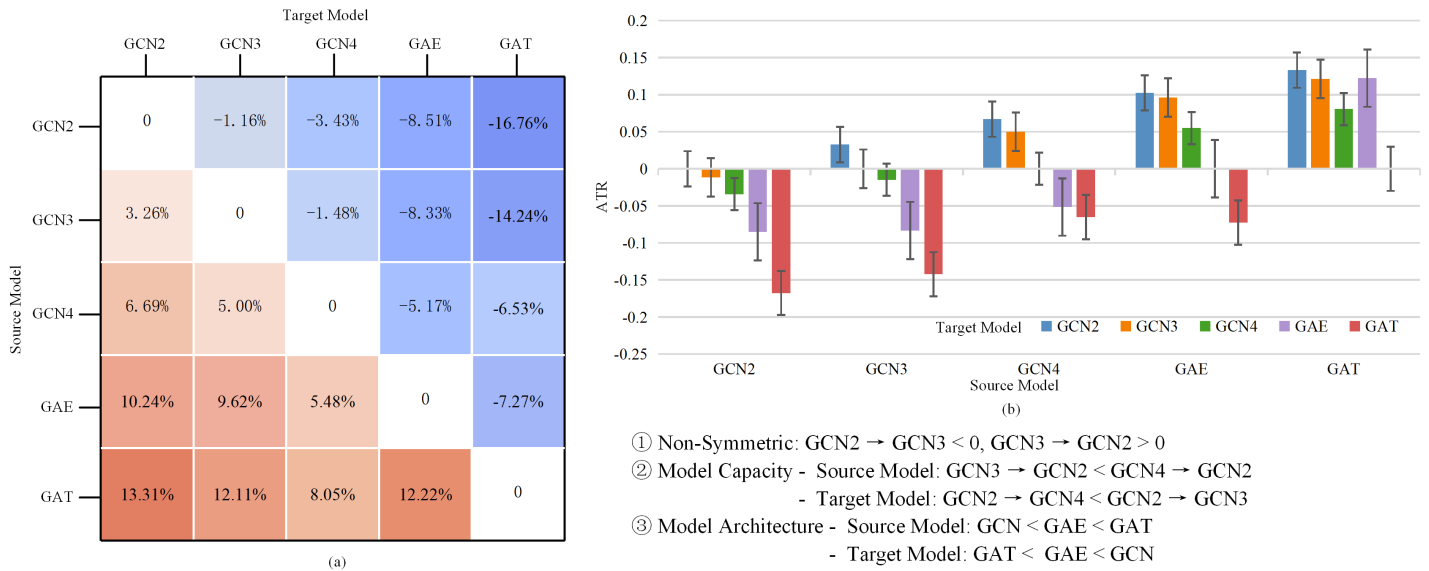 Target Model
GCN2 GCN3 GCN4 GAE GAT
Source Model
GCN2 0 -1.16% -3.43% -8.51% -16.76%
GCN3 3.26% 0 -1.48% -8.33% -14.24%
GCN4 6.69% 5.00% 0 -5.17% -6.53%
GAE 10.24% 9.62% 5.48% 0 -7.27%
GAT 13.31% 12.11% 8.05% 12.22% 0
(a)
ATR
0.2
0.15
0.1
0.05
0
-0.05
-0.1
-0.15
-0.2
-0.25
Target Model GCN2 GCN3 GCN4 GAE GAT
GCN2 GCN3 GCN4 GAE GAT
Source Model
(b)
① Non-Symmetric: GCN2 → GCN3 < 0, GCN3 → GCN2 > 0
② Model Capacity - Source Model: GCN3 → GCN2 < GCN4 → GCN2
- Target Model: GCN2 → GCN4 < GCN2 → GCN3
③ Model Architecture - Source Model: GCN < GAE < GAT
- Target Model: GAT < GAE < GCN